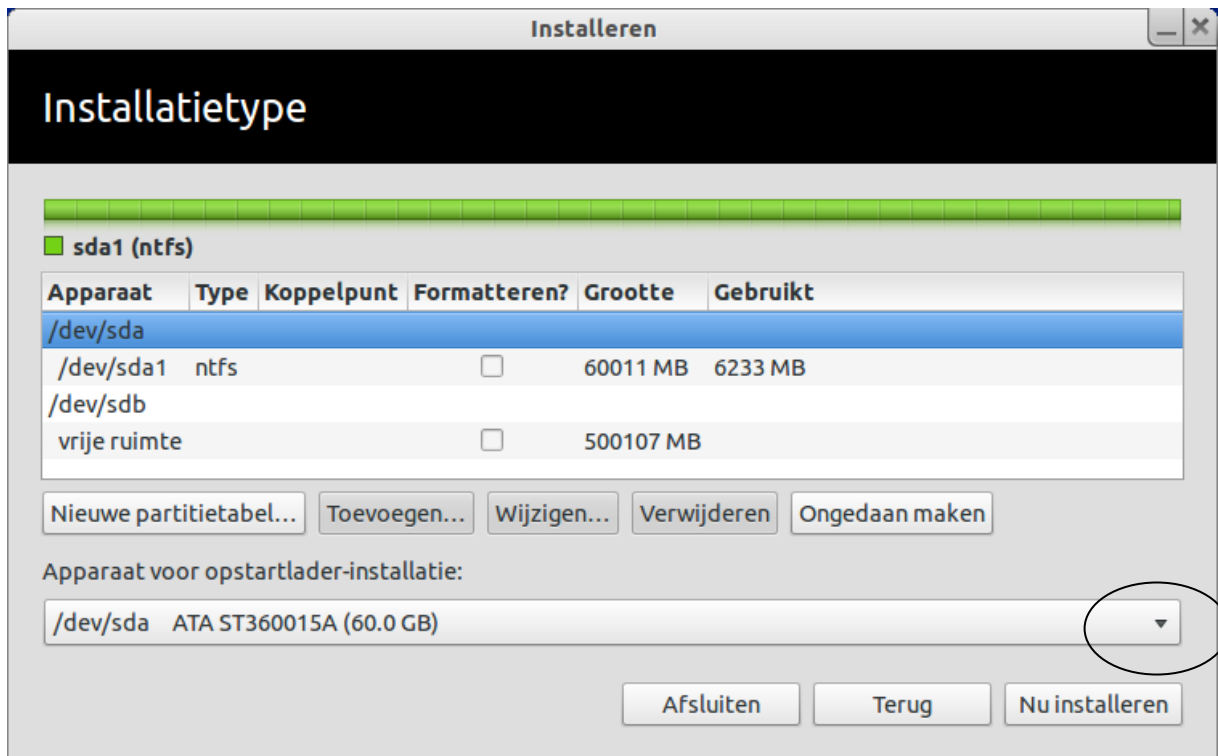 Installeren
Installatietype
sda1 (ntfs)
Apparaat Type Koppelpunt Formatteren? Grootte Gebruikt
/dev/sda
/dev/sda1 ntfs 60011 MB 6233 MB
/dev/sdb
vrije ruimte 500107 MB
Nieuwe partitietabel... Toevoegen... Wijzigen... Verwijderen Ongedaan maken
Apparaat voor opstartlader-installatie:
/dev/sda ATA ST360015A (60.0 GB)
Afsluiten Terug Nu installeren